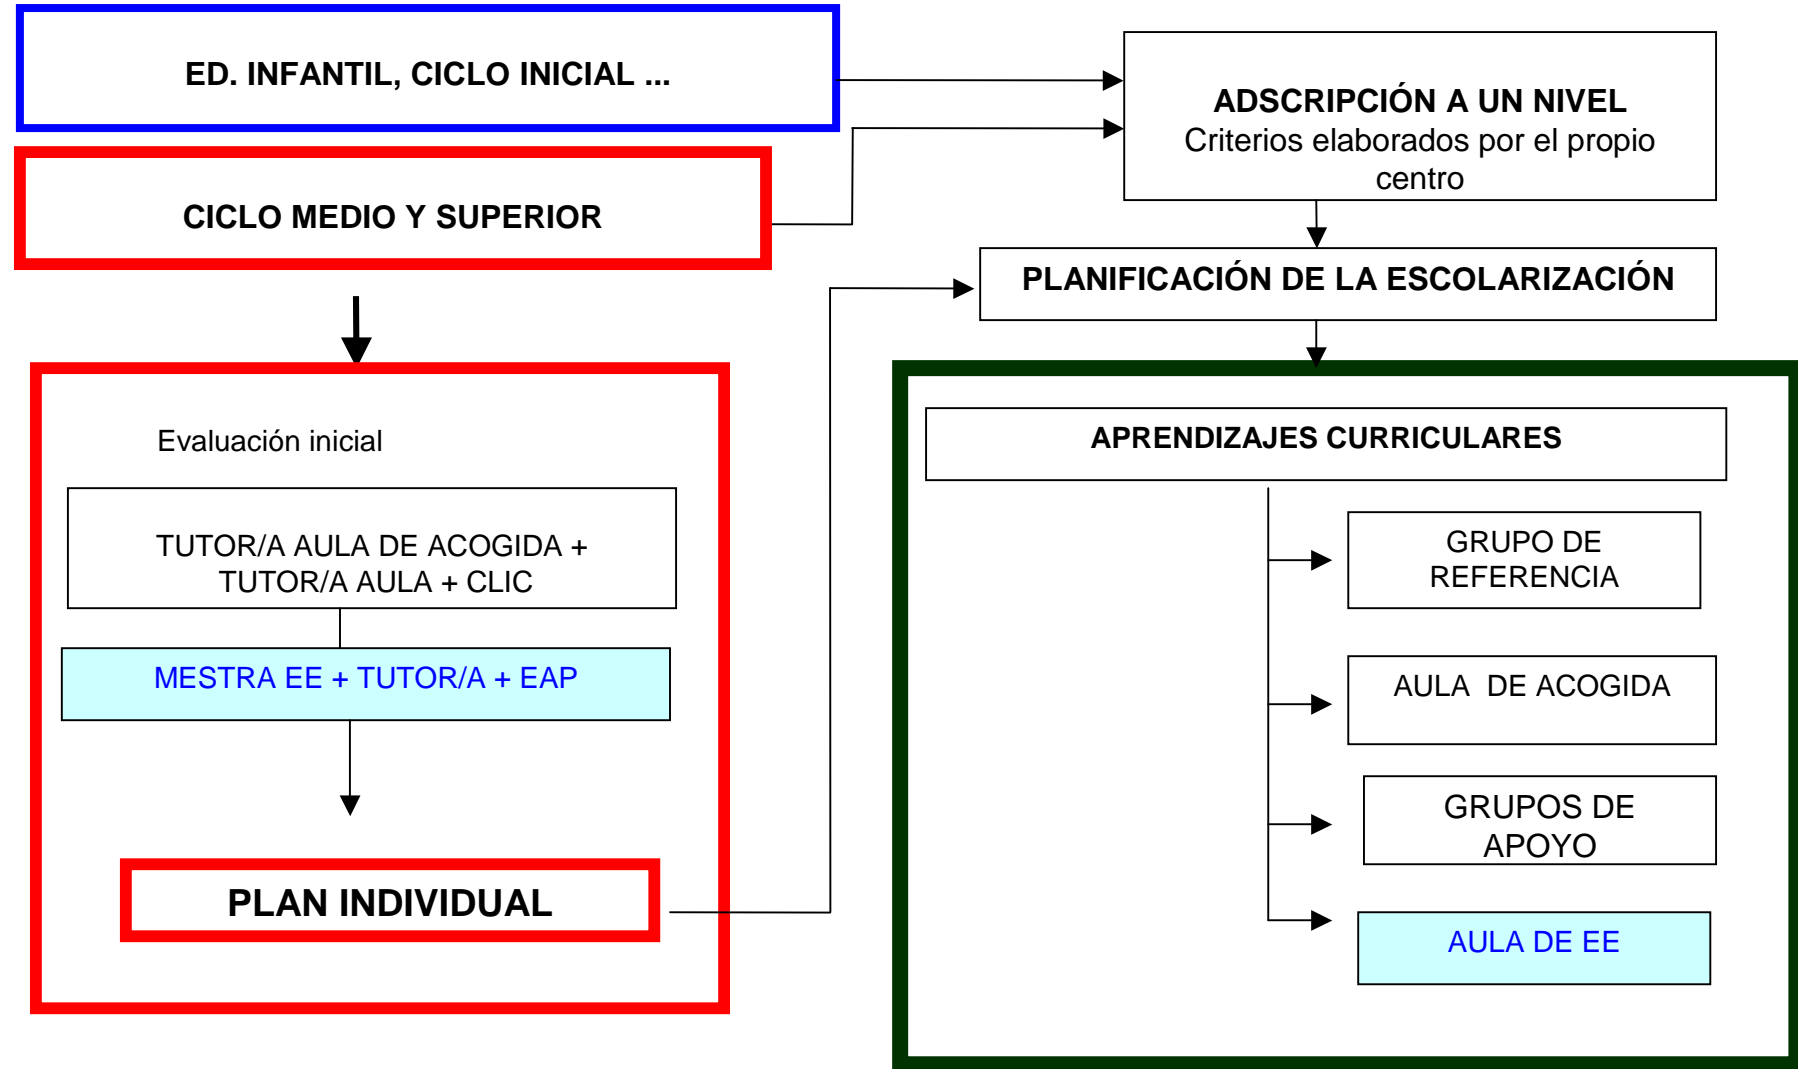 ED. INFANTIL, CICLO INICIAL ...
CICLO MEDIO Y SUPERIOR
ADSCRIPCIÓN A UN NIVEL
Criterios elaborados por el propio
centro
PLANIFICACIÓN DE LA ESCOLARIZACIÓN
Evaluación inicial
TUTOR/A AULA DE ACOGIDA +
TUTOR/A AULA + CLIC
MESTRA EE + TUTOR/A + EAP
PLAN INDIVIDUAL
APRENDIZAJES CURRICULARES
GRUPO DE
REFERENCIA
AULA DE ACOGIDA
GRUPOS DE
APOYO
AULA DE EE